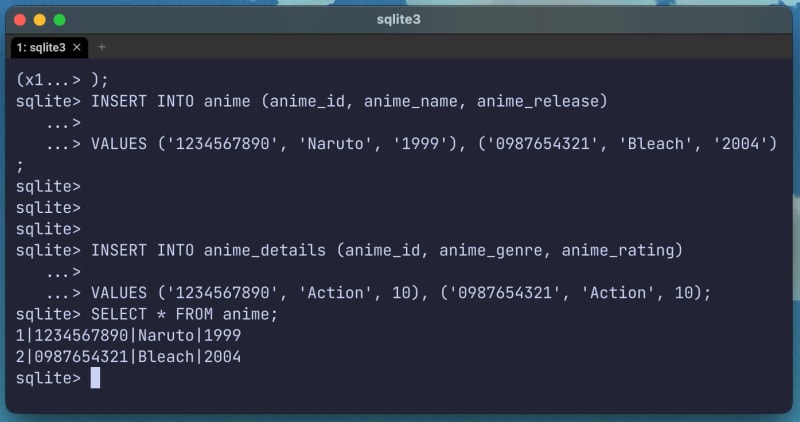 sqlite3
1: sqlite3 × +
(x1...> );
sqlite> INSERT INTO anime (anime_id, anime_name, anime_release)
   ...>
   ...> VALUES ('1234567890', 'Naruto', '1999'), ('0987654321', 'Bleach', '2004')
;
sqlite>
sqlite>
sqlite>
sqlite> INSERT INTO anime_details (anime_id, anime_genre, anime_rating)
   ...>
   ...> VALUES ('1234567890', 'Action', 10), ('0987654321', 'Action', 10);
sqlite> SELECT * FROM anime;
1|1234567890|Naruto|1999
2|0987654321|Bleach|2004
sqlite>